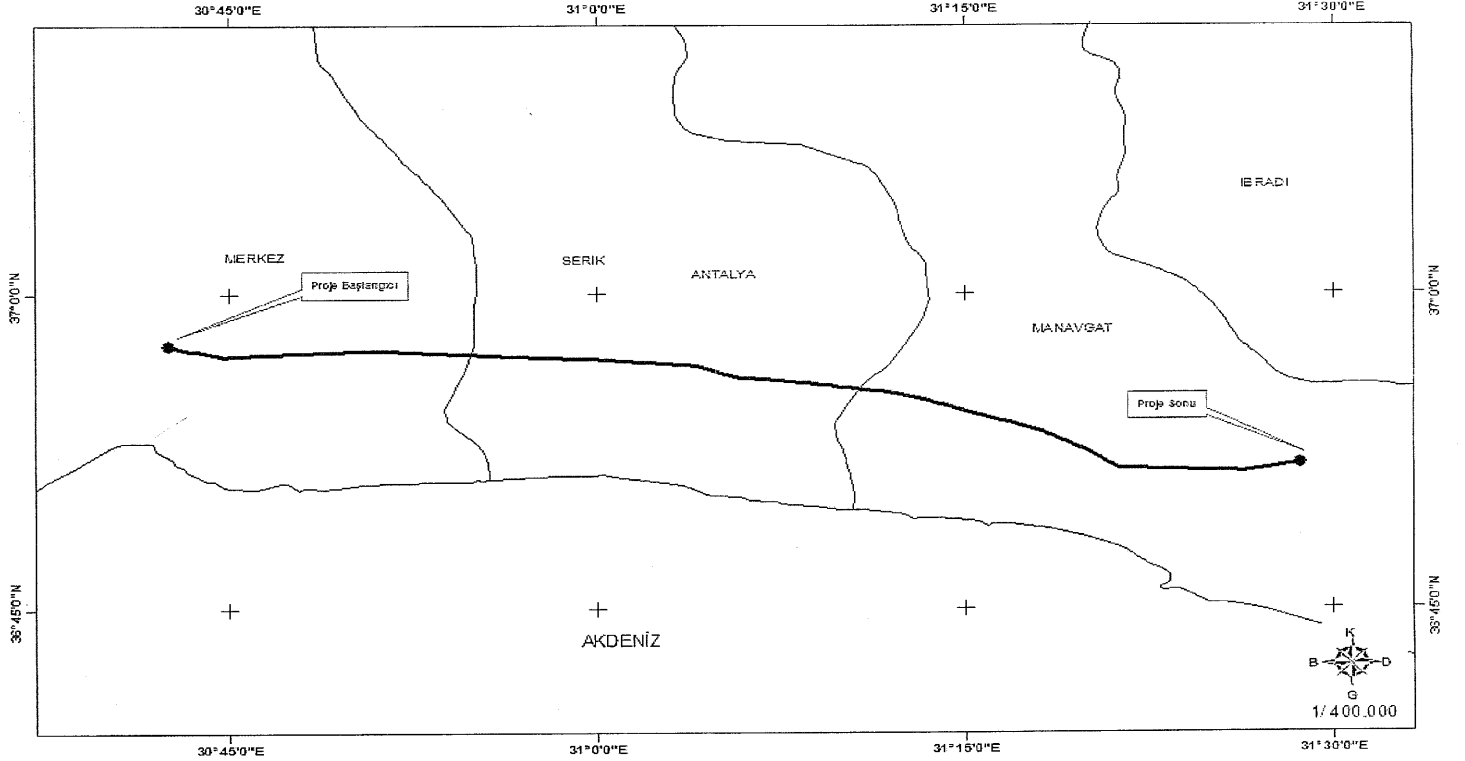 30°45'0"E
31°0'0"E
31°15'0"E
31°30'0"E
IBRADI
MERKEZ
SERIK
ANTALYA
Proje Başlangıcı
37°0'0"N
37°0'0"N
MANAVGAT
Proje Sonu
36°45'0"N
36°45'0"N
AKDENİZ
K
B
D
G
1/400.000
30°45'0"E
31°0'0"E
31°15'0"E
31°30'0"E